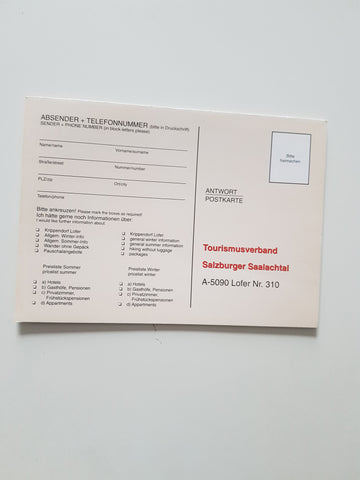 ABSENDER + TELEFONNUMMER (bitte in Druckschrift)
SENDER + PHONE NUMBER (in block letters please)
Name/name
Vorname/surname
Straße/street
Nummer/number
PLZ/zip
Ort/city
Telefon/phone
Bitte ankreuzen! Please mark the boxes as required!
Ich hätte gerne noch Informationen über:
I would like further information about:
Krippendorf Lofer
Allgem. Winter-Info
Allgem. Sommer-Info
Wander ohne Gepäck
Pauschalangebote
Krippendorf Lofer
general winter information
general summer information
hiking without luggage
packages
Preisliste Sommer
pricelist summer
a) Hotels
b) Gasthöfe, Pensionen
c) Privatzimmer,
Frühstückspensionen
d) Appartments
Preisliste Winter
pricelist winter
a) Hotels
b) Gasthöfe, Pensionen
c) Privatzimmer,
Frühstückspensionen
d) Appartments
Bitte
freimachen
ANTWORT
POSTKARTE
Tourismusverband
Salzburger Saalachtal
A-5090 Lofer Nr. 310